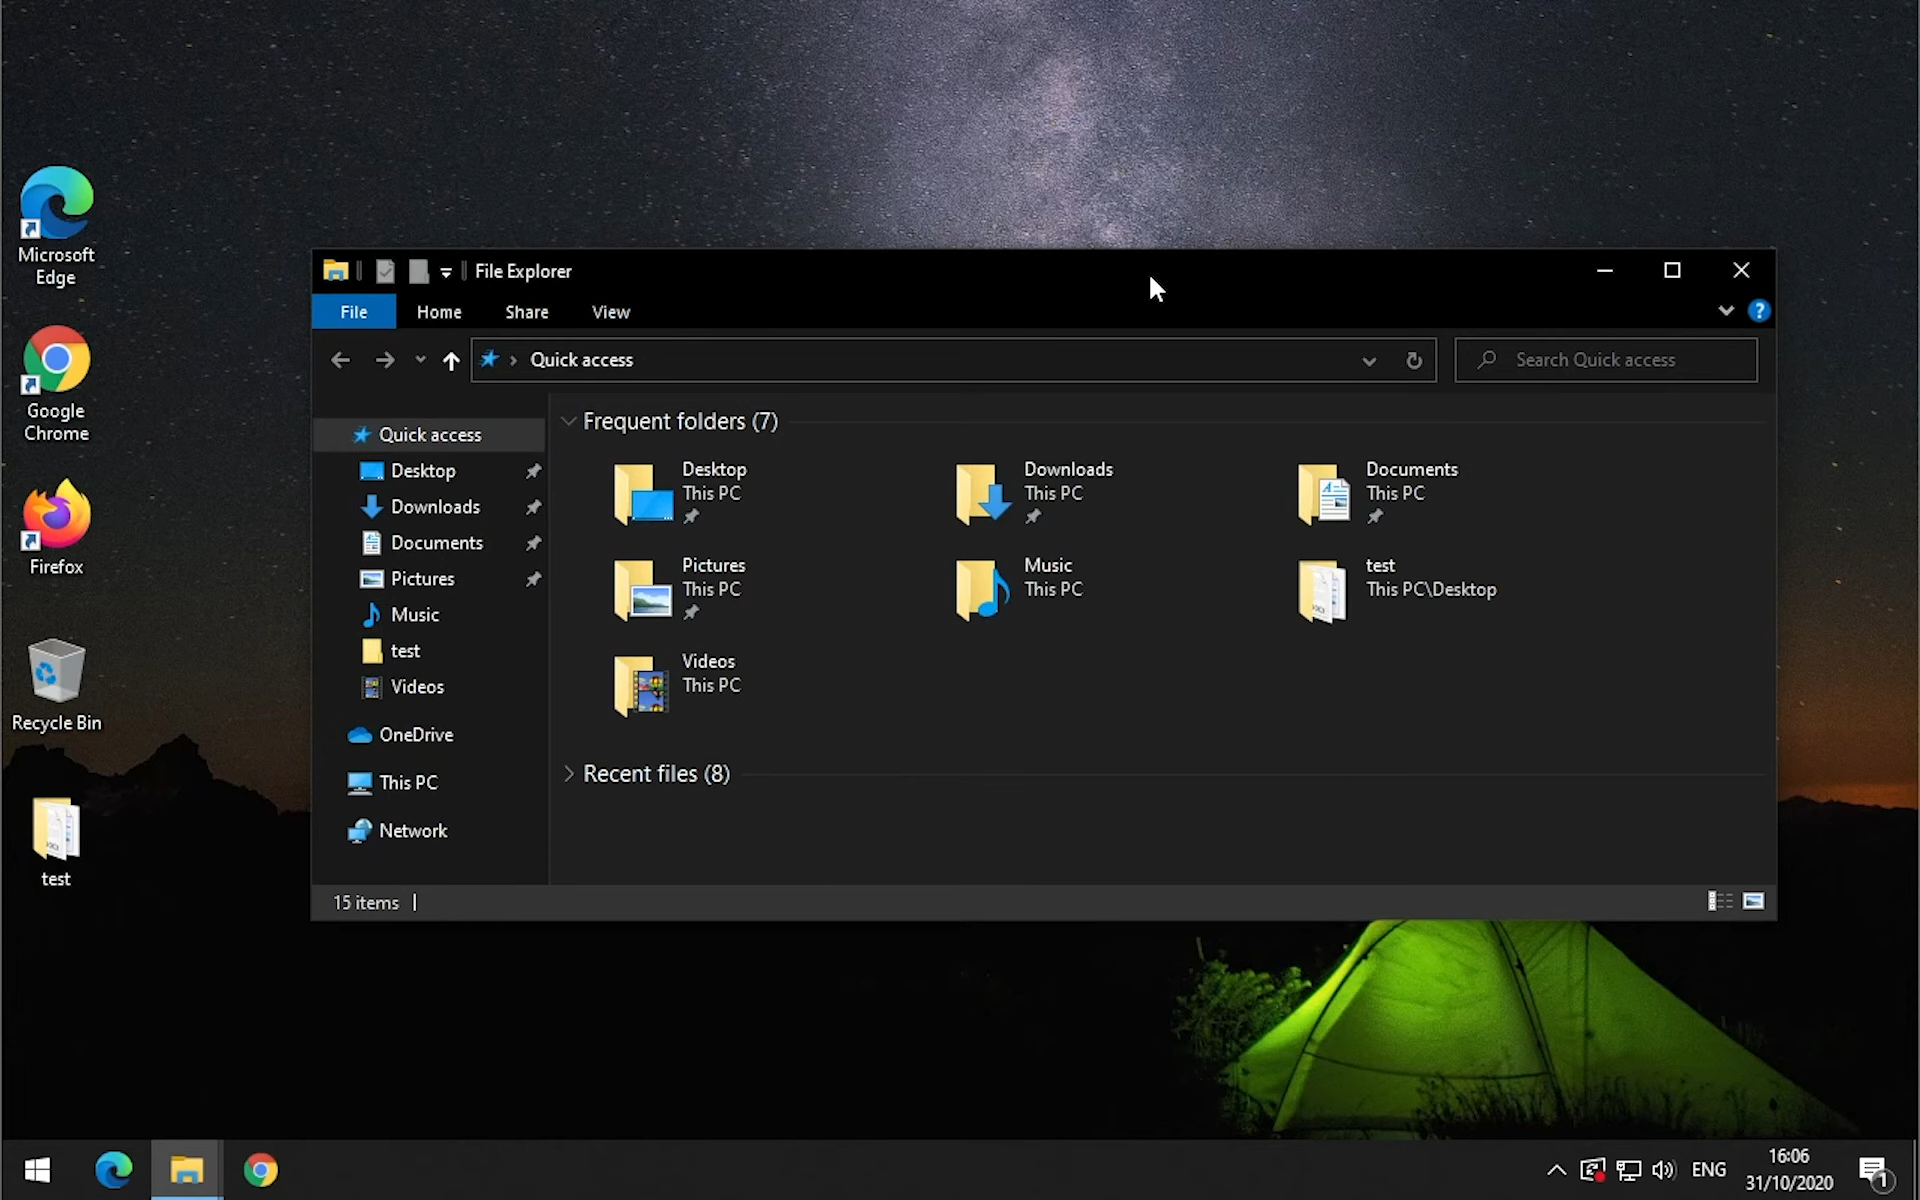 Microsoft
Edge
Google
Chrome
Firefox
Recycle Bin
test
File Explorer
File
Home
Share
View
?
Quick access
Search Quick access
Quick access
Desktop
Downloads
Documents
Pictures
Music
test
Videos
OneDrive
This PC
Network
Frequent folders (7)
Desktop
This PC
Downloads
This PC
Documents
This PC
Pictures
This PC
Music
This PC
test
This PC\Desktop
Videos
This PC
Recent files (8)
15 items
ENG
16:06
31/10/2020
1